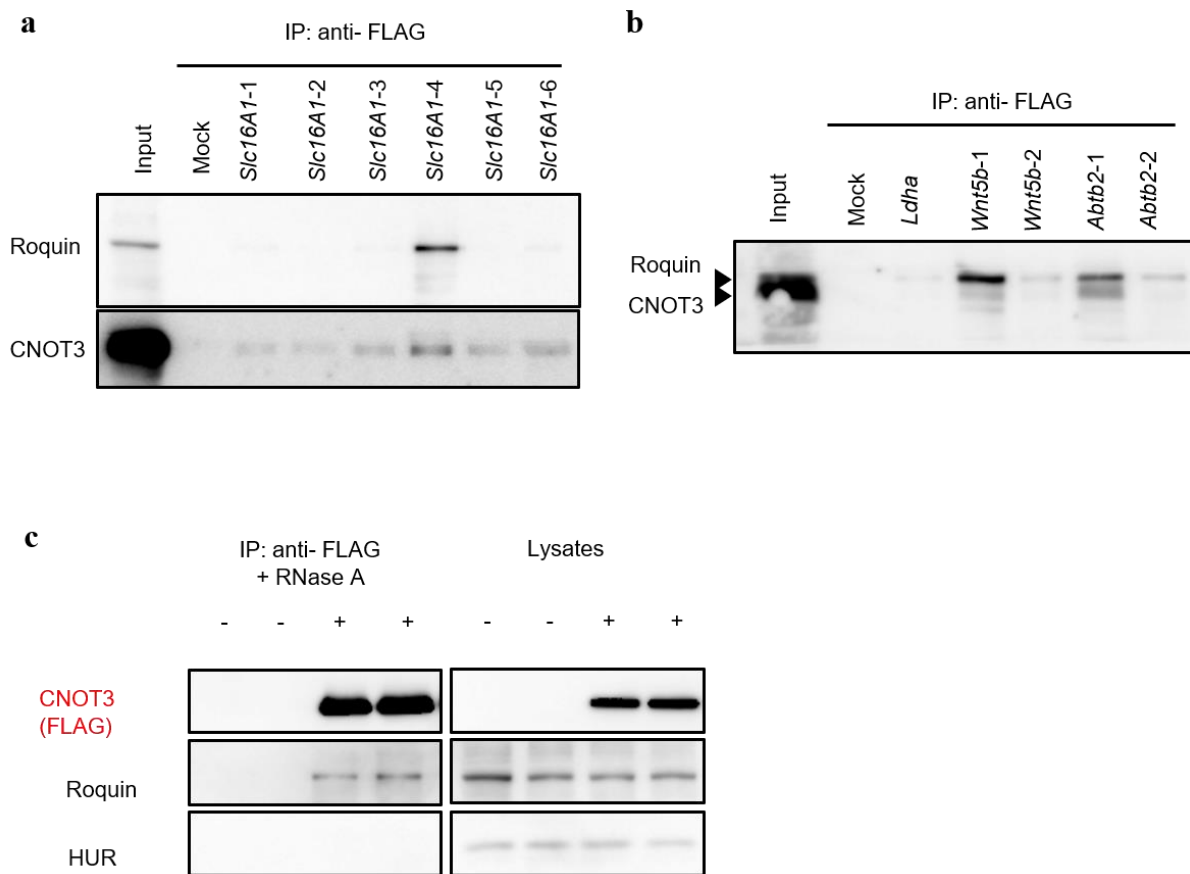 a
IP: anti- FLAG
Input
Mock
Slc16A1-1
Slc16A1-2
Slc16A1-3
Slc16A1-4
Slc16A1-5
Slc16A1-6
Roquin
CNOT3
b
IP: anti- FLAG
Input
Mock
Ldha
Wnt5b-1
Wnt5b-2
Abtb2-1
Abtb2-2
Roquin
CNOT3
c
IP: anti- FLAG
+ RNase A
Lysates
- - + + - - + +
CNOT3
(FLAG)
Roquin
HUR